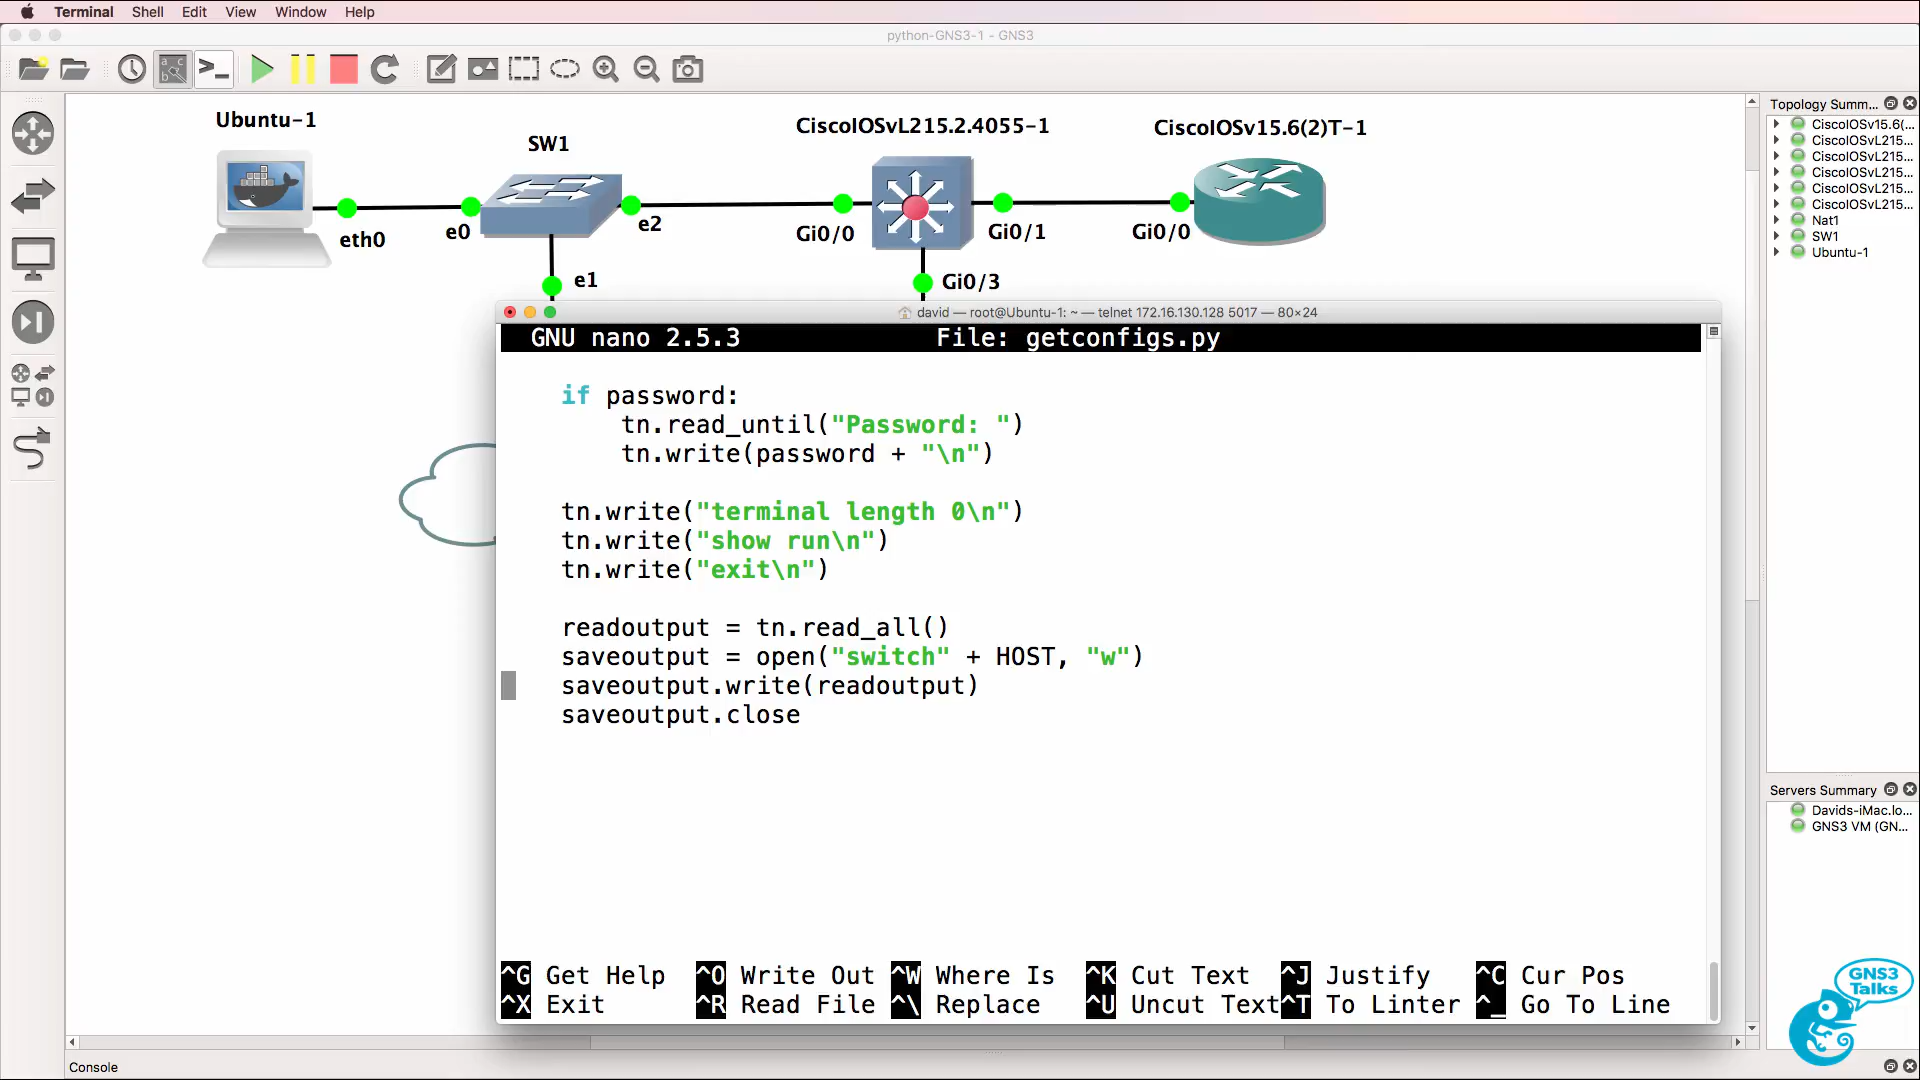 Terminal Shell Edit View Window Help
python-GNS3-1 - GNS3
Ubuntu-1
SW1
CiscoIOSvL215.2.4055-1
CiscoIOSv15.6(2)T-1
eth0
e0
e2
Gi0/0
Gi0/1
Gi0/0
e1
Gi0/3
david — root@Ubuntu-1: ~ — telnet 172.16.130.128 5017 — 80×24
GNU nano 2.5.3 File: getconfigs.py
if password:
tn.read_until("Password: ")
tn.write(password + "\n")
tn.write("terminal length 0\n")
tn.write("show run\n")
tn.write("exit\n")
readoutput = tn.read_all()
saveoutput = open("switch" + HOST, "w")
saveoutput.write(readoutput)
saveoutput.close
^G Get Help ^O Write Out ^W Where Is ^K Cut Text ^J Justify ^C Cur Pos
^X Exit ^R Read File ^\ Replace ^U Uncut Text ^T To Linter ^_ Go To Line
Topology Summ...
CiscoIOSv15.6(...
CiscoIOSvL215...
CiscoIOSvL215...
CiscoIOSvL215...
CiscoIOSvL215...
CiscoIOSvL215...
Nat1
SW1
Ubuntu-1
Servers Summary
Davids-iMac.lo...
GNS3 VM (GN...
GNS3
Talks
Console